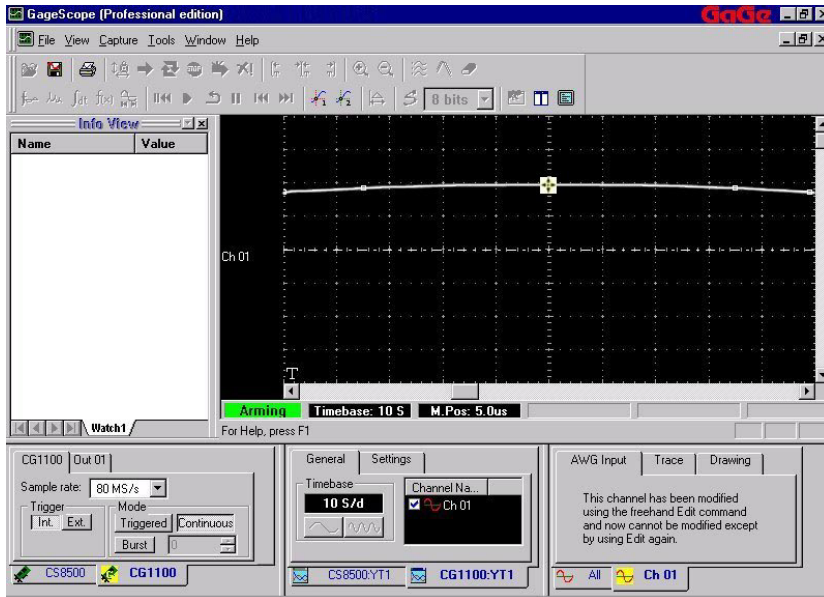 GageScope (Professional edition)
GaGe
File View Capture Tools Window Help
8 bits
Info View
Name Value
Ch 01
T
Watch1
Arming Timebase: 10 S M.Pos: 5.0us
For Help, press F1
CG1100 Out 01
Sample rate: 80 MS/s
Trigger
Int. Ext.
Mode
Triggered Continuous
Burst 0
CS8500 CG1100
General Settings
Timebase
10 S/d
Channel Na...
Ch 01
CS8500:YT1 CG1100:YT1
AWG Input Trace Drawing
This channel has been modified
using the freehand Edit command
and now cannot be modified except
by using Edit again.
All Ch 01